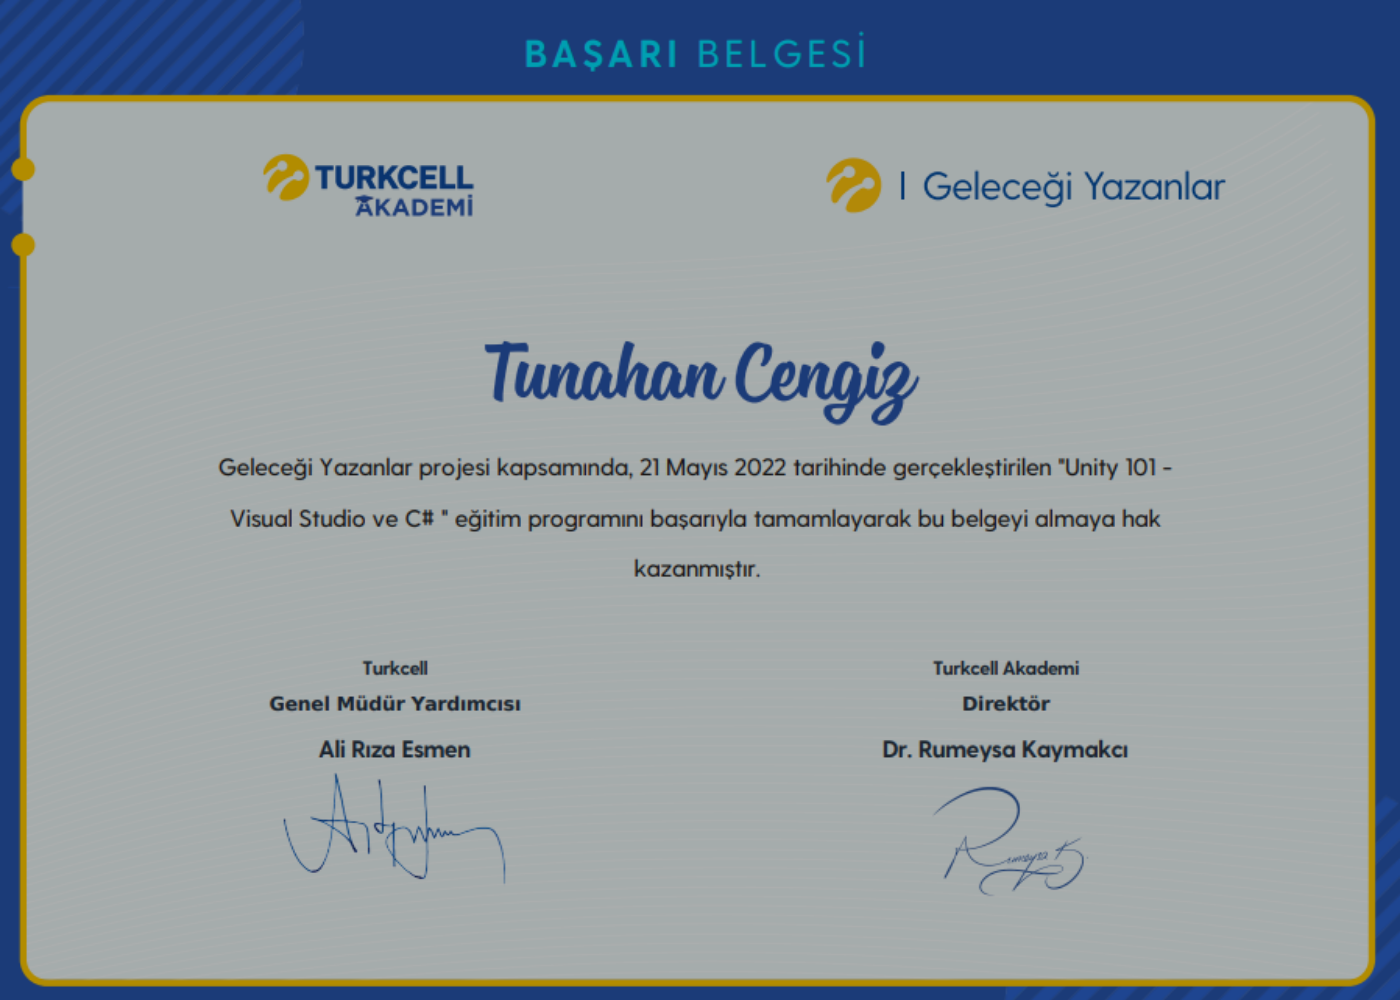 BAŞARI BELGESİ
TURKCELL
AKADEMİ
| Geleceği Yazanlar
Tunahan Cengiz
Geleceği Yazanlar projesi kapsamında, 21 Mayıs 2022 tarihinde gerçekleştirilen "Unity 101 -
Visual Studio ve C# " eğitim programını başarıyla tamamlayarak bu belgeyi almaya hak
kazanmıştır.
Turkcell
Genel Müdür Yardımcısı
Ali Rıza Esmen
Turkcell Akademi
Direktör
Dr. Rumeysa Kaymakcı
Rumeysa K.